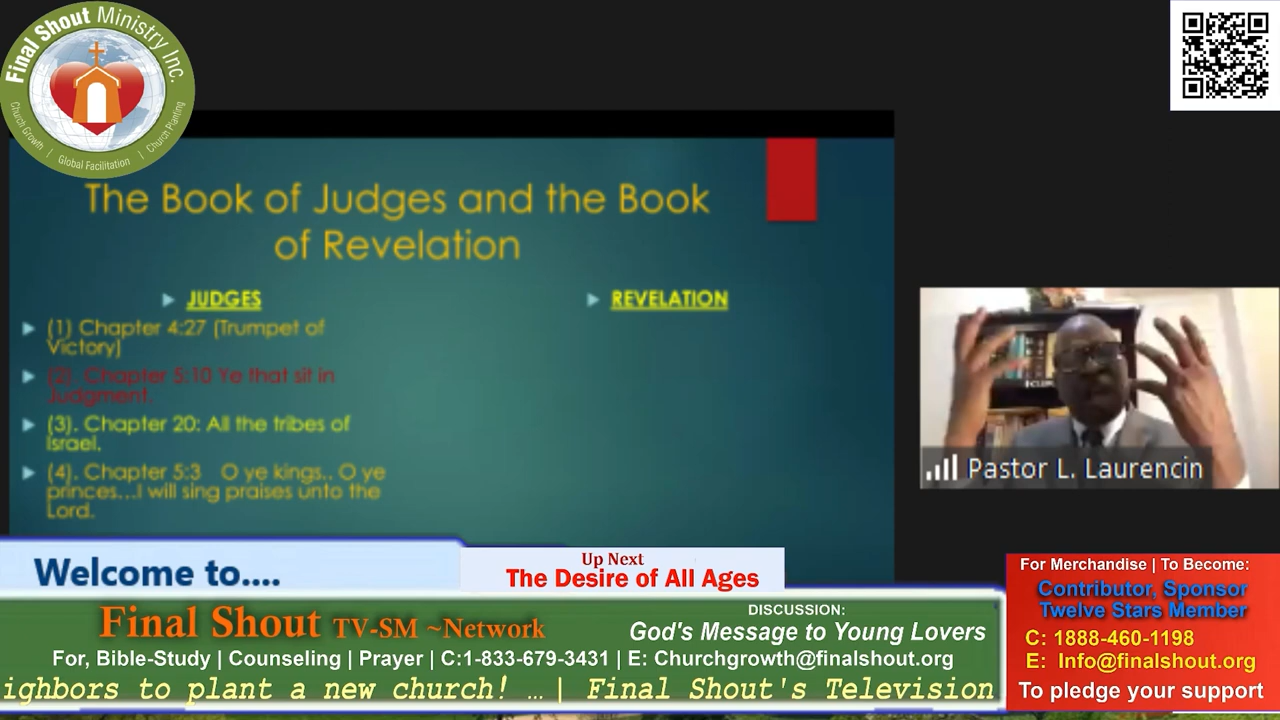 Final Shout Ministry Inc.
Church Growth | Global Facilitation | Church Planting
The Book of Judges and the Book
of Revelation
JUDGES
(1) Chapter 4:27 (Trumpet of
Victory)
(2). Chapter 5:10 Ye that sit in
Judgment.
(3). Chapter 20: All the tribes of
Israel.
(4). Chapter 5:3 O ye kings.. O ye
princes...I will sing praises unto the
Lord.
REVELATION
Pastor L. Laurencin
Welcome to....
Up Next
The Desire of All Ages
Final Shout TV-SM ~Network
DISCUSSION:
God's Message to Young Lovers
For, Bible-Study | Counseling | Prayer | C:1-833-679-3431 | E: Churchgrowth@finalshout.org
ighbors to plant a new church! ... | Final Shout's Television
For Merchandise | To Become:
Contributor, Sponsor
Twelve Stars Member
C: 1888-460-1198
E: Info@finalshout.org
To pledge your support